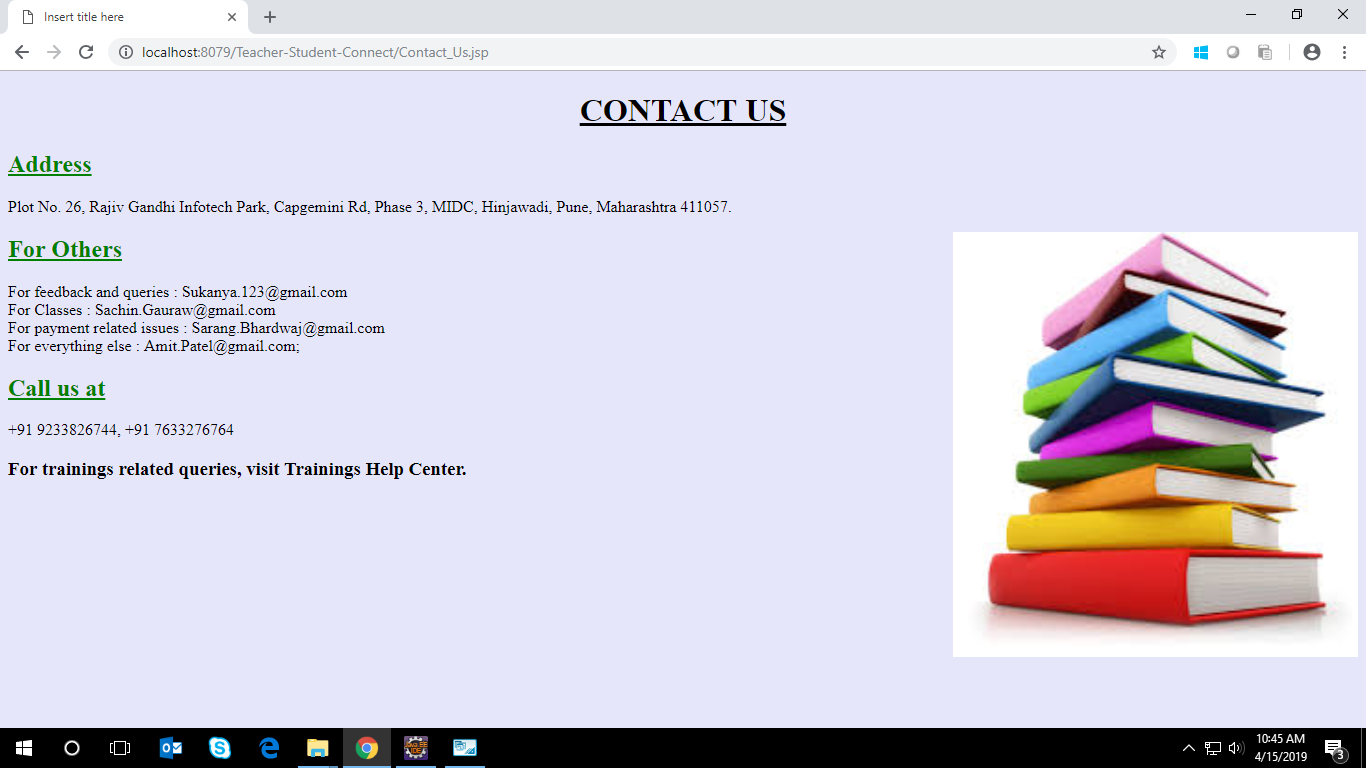 Insert title here
localhost:8079/Teacher-Student-Connect/Contact_Us.jsp
CONTACT US
Address
Plot No. 26, Rajiv Gandhi Infotech Park, Capgemini Rd, Phase 3, MIDC, Hinjawadi, Pune, Maharashtra 411057.
For Others
For feedback and queries : Sukanya.123@gmail.com
For Classes : Sachin.Gauraw@gmail.com
For payment related issues : Sarang.Bhardwaj@gmail.com
For everything else : Amit.Patel@gmail.com;
Call us at
+91 9233826744, +91 7633276764
For trainings related queries, visit Trainings Help Center.
Java EE
IDE
10:45 AM
4/15/2019
3